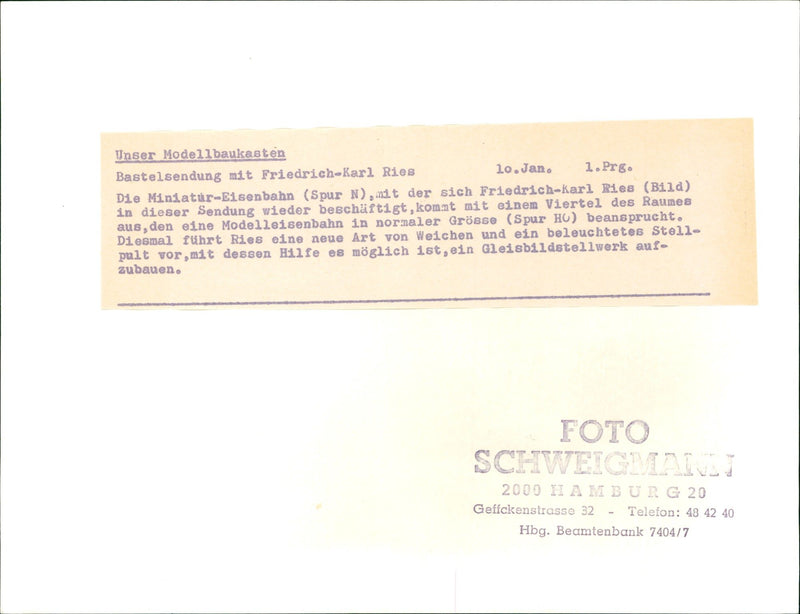 Unser Modellbaukasten
Bastelsendung mit Friedrich-Karl Ries 1o.Jan. 1.Prg.
Die Miniatur-Eisenbahn (Spur N),mit der sich Friedrich-Karl Ries (Bild)
in dieser Sendung wieder beschäftigt,kommt mit einem Viertel des Raumes
aus,den eine Modelleisenbahn in normaler Grösse (Spur HO) beansprucht.
Diesmal führt Ries eine neue Art von Weichen und ein beleuchtetes Stell-
pult vor,mit dessen Hilfe es möglich ist,ein Gleisbildstellwerk auf-
zubauen.
FOTO
SCHWEIGMANN
2000 HAMBURG 20
Geffckenstrasse 32 - Telefon: 48 42 40
Hbg. Beamtenbank 7404/7